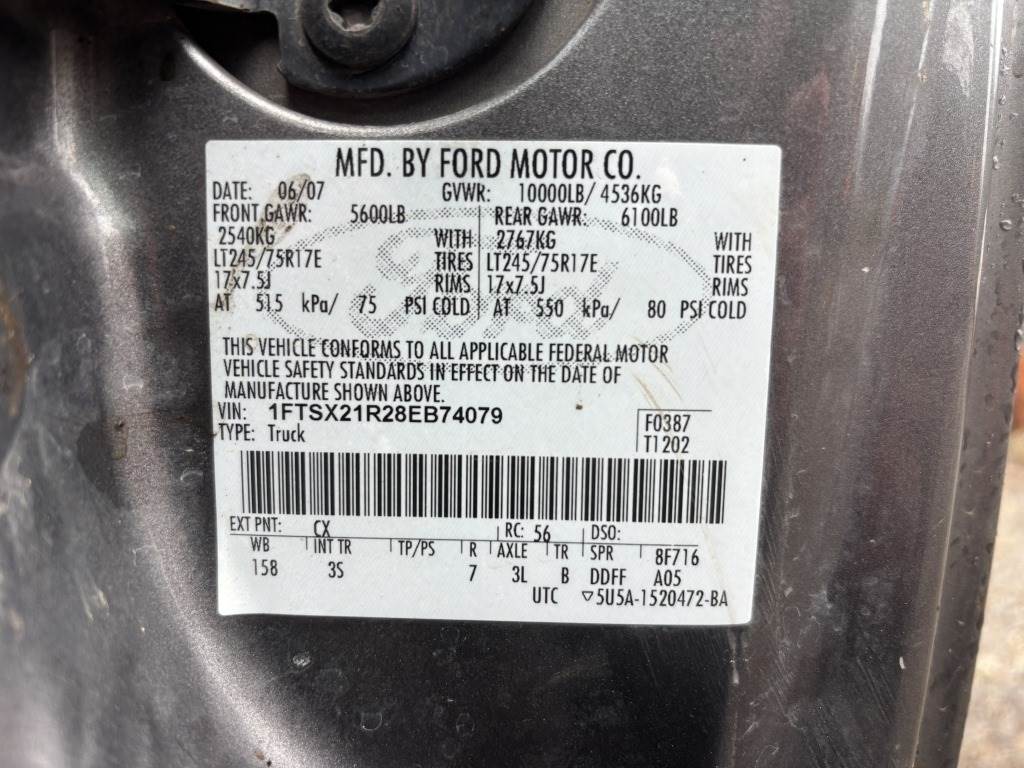 MFD. BY FORD MOTOR CO.
DATE: 06/07 GVWR: 10000LB/ 4536KG
FRONT GAWR: 5600LB REAR GAWR: 6100LB
2540KG WITH 2767KG WITH
LT245/75R17E TIRES LT245/75R17E TIRES
17x7.5J RIMS 17x7.5J RIMS
AT 515 kPa/ 75 PSI COLD AT 550 kPa/ 80 PSI COLD
Ford
THIS VEHICLE CONFORMS TO ALL APPLICABLE FEDERAL MOTOR
VEHICLE SAFETY STANDARDS IN EFFECT ON THE DATE OF
MANUFACTURE SHOWN ABOVE.
VIN: 1FTSX21R28EB74079 F0387
TYPE: Truck T1202
EXT PNT: CX RC: 56 DSO:
WB INT TR TP/PS R AXLE TR SPR 8F716
158 3S 7 3L B DDFF A05
UTC ▽5U5A-1520472-BA